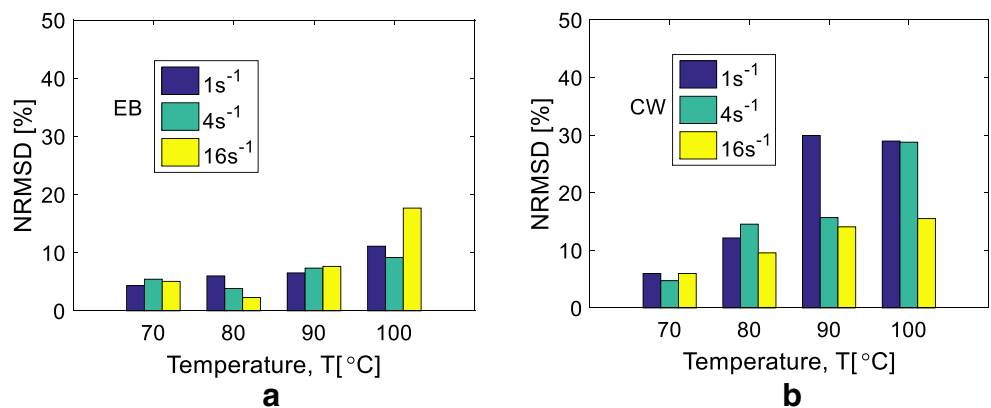 50
40
30
20
10
0
NRMSD [%]
EB
1s⁻¹
4s⁻¹
16s⁻¹
70 80 90 100
Temperature, T[°C]
a
50
40
30
20
10
0
NRMSD [%]
CW
1s⁻¹
4s⁻¹
16s⁻¹
70 80 90 100
Temperature, T[°C]
b